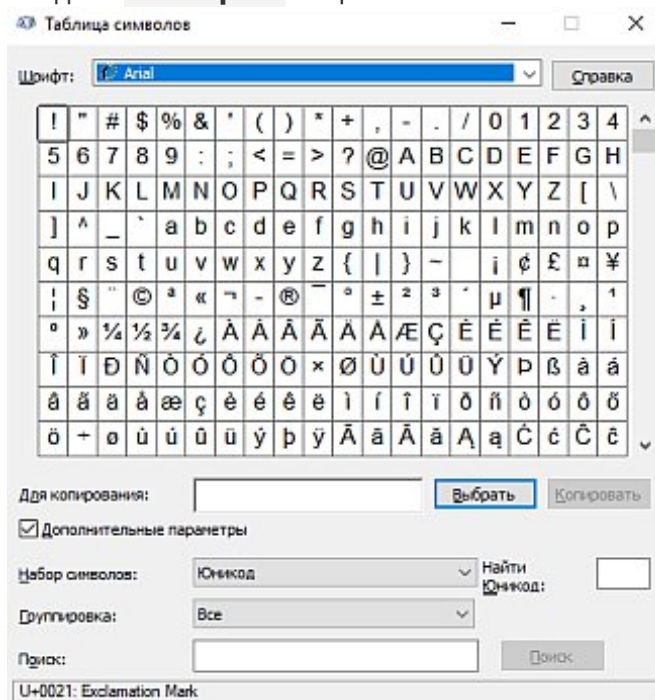 Таблица символов
Шрифт: Arial Справка
! " # $ % & ' ( ) * + , - . / 0 1 2 3 4
5 6 7 8 9 : ; < = > ? @ A B C D E F G H
I J K L M N O P Q R S T U V W X Y Z [ \
] ^ _ ` a b c d e f g h i j k l m n o p
q r s t u v w x y z { | } ~ ¡ ¢ £ ¤ ¥
¦ § ¨ © ª « ¬ - ® ¯ ° ± ² ³ ´ µ ¶ · ¸ ¹
º » ¼ ½ ¾ ¿ À Á Â Ã Ä Å Æ Ç È É Ê Ë Ì Í
Î Ï Ð Ñ Ò Ó Ô Õ Ö × Ø Ù Ú Û Ü Ý Þ ß à á
â ã ä å æ ç è é ê ë ì í î ï ð ñ ò ó ô õ
ö ÷ ø ù ú û ü ý þ ÿ Ā ā Ă ă Ą ą Ć ć Ĉ ĉ
Для копирования: Выбрать Копировать
Дополнительные параметры
Набор символов: Юникод Найти
Юникод:
Группировка: Все
Поиск: Поиск
U+0021: Exclamation Mark